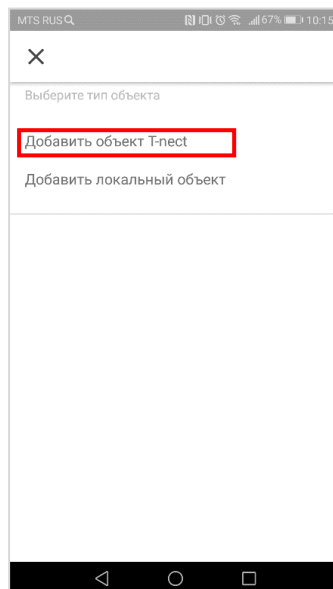 MTS RUS 67% 10:15
Выберите тип объекта
Добавить объект T-nect
Добавить локальный объект